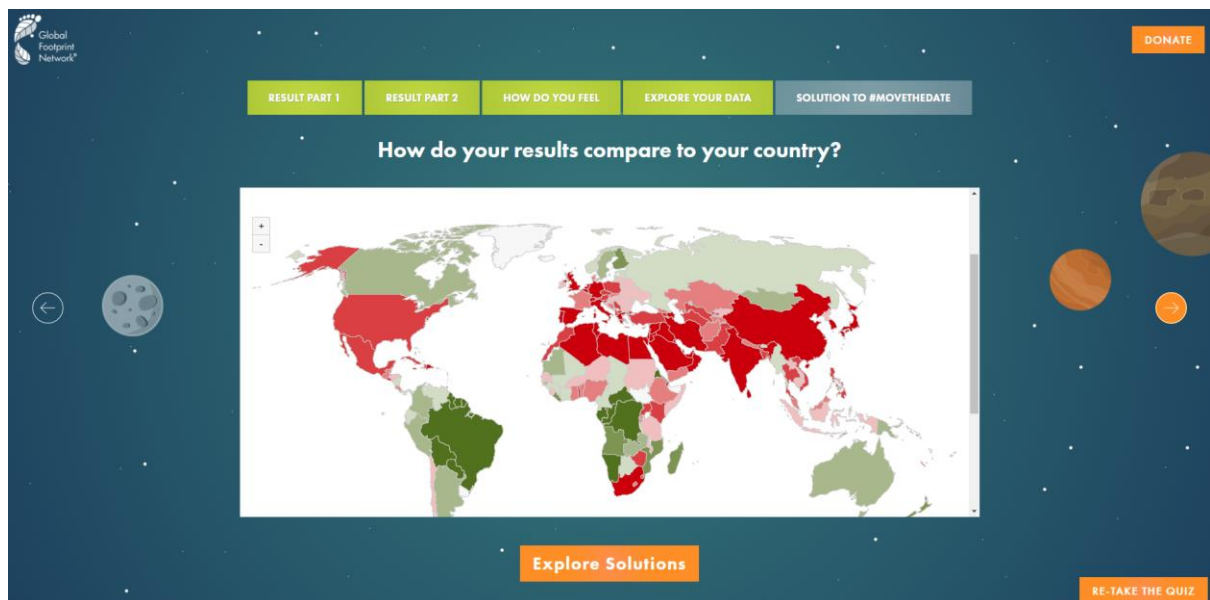 Global
Footprint
Network®
DONATE
RESULT PART 1
RESULT PART 2
HOW DO YOU FEEL
EXPLORE YOUR DATA
SOLUTION TO #MOVETHEDATE
How do your results compare to your country?
+
-
Explore Solutions
RE-TAKE THE QUIZ